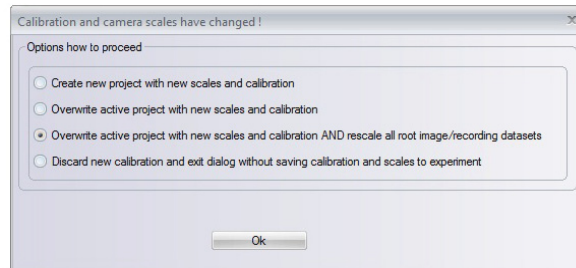 Calibration and camera scales have changed !
Options how to proceed
Create new project with new scales and calibration
Overwrite active project with new scales and calibration
Overwrite active project with new scales and calibration AND rescale all root image/recording datasets
Discard new calibration and exit dialog without saving calibration and scales to experiment
Ok